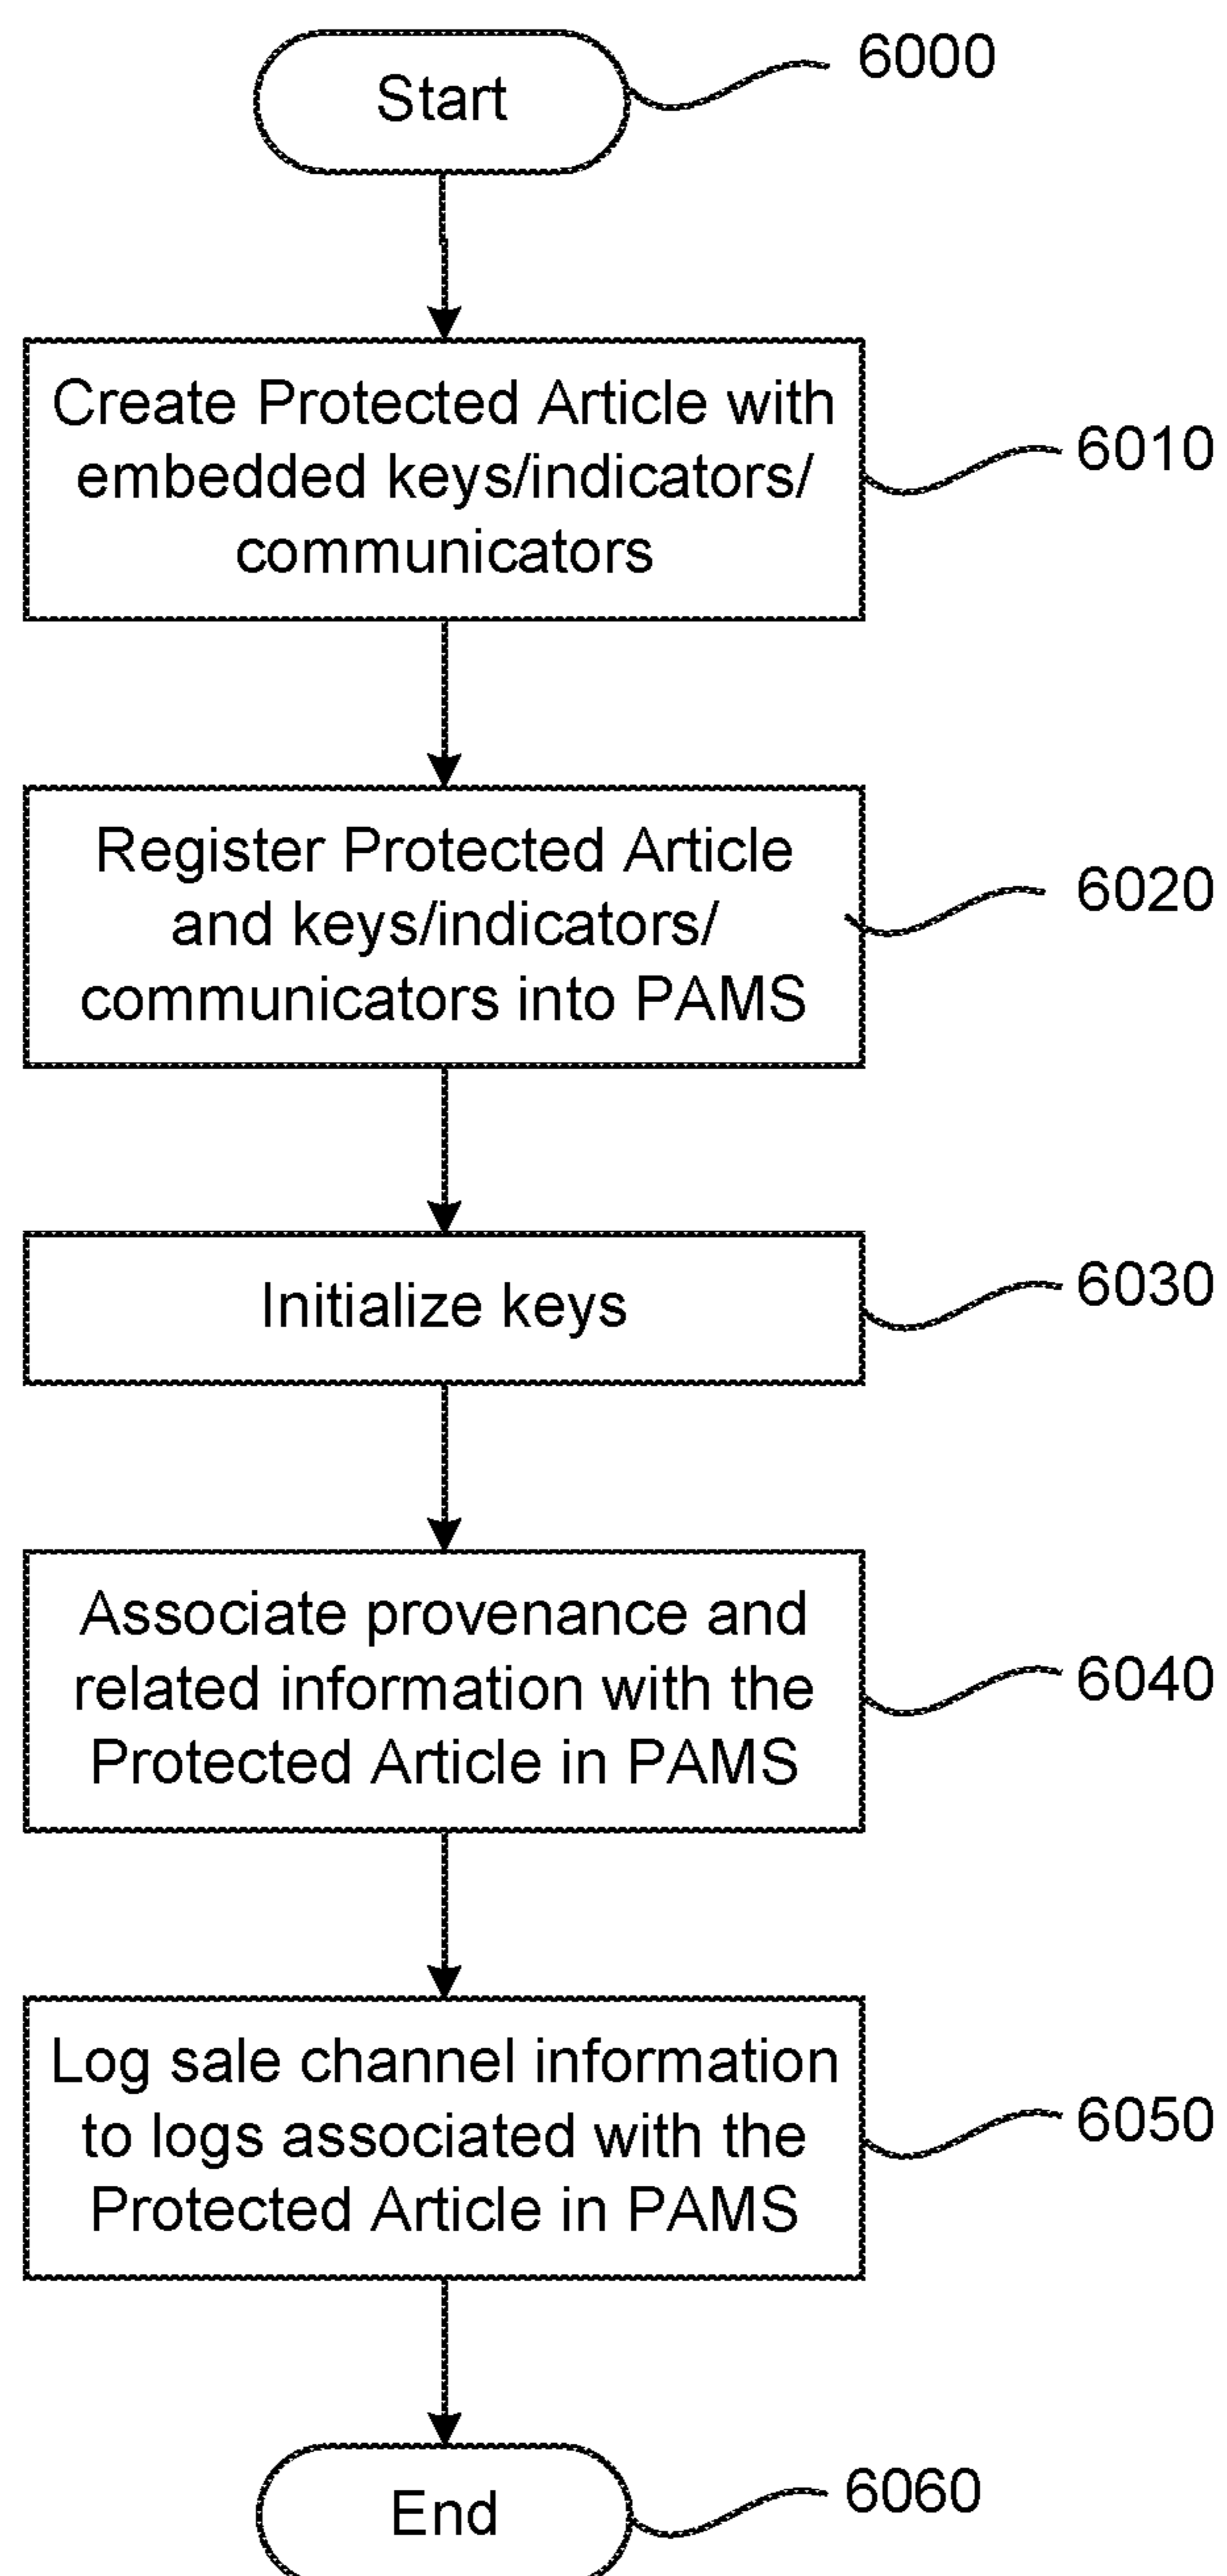 Start
6000
Create Protected Article with
embedded keys/indicators/
communicators
6010
Register Protected Article
and keys/indicators/
communicators into PAMS
6020
Initialize keys
6030
Associate provenance and
related information with the
Protected Article in PAMS
6040
Log sale channel information
to logs associated with the
Protected Article in PAMS
6050
End
6060